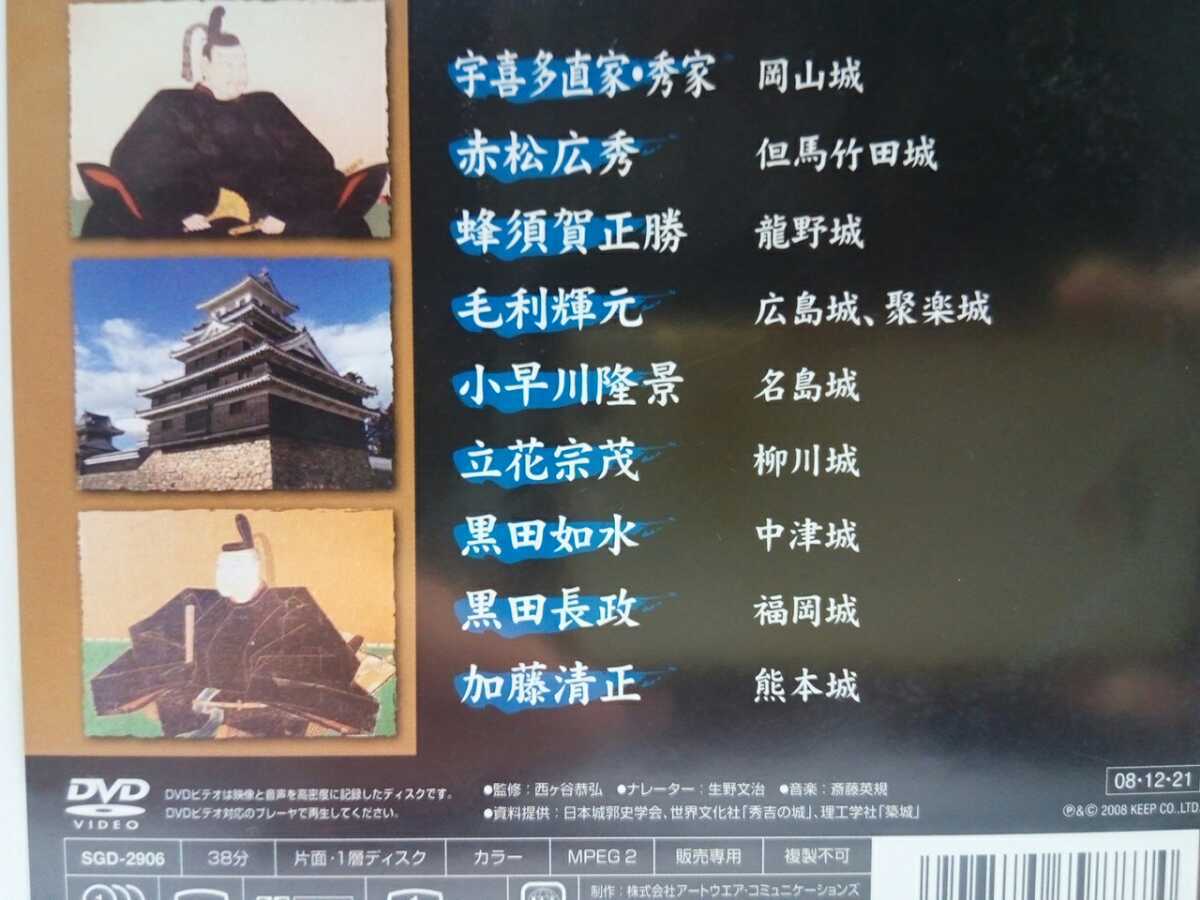 宇喜多直家・秀家 岡山城
赤松広秀 但馬竹田城
蜂須賀正勝 龍野城
毛利輝元 広島城、聚楽城
小早川隆景 名島城
立花宗茂 柳川城
黒田如水 中津城
黒田長政 福岡城
加藤清正 熊本城
DVD VIDEO
DVDビデオは映像と音声を高密度に記録したディスクです。
DVDビデオ対応のプレーヤで再生してください。
●監修：西ヶ谷恭弘 ●ナレーター：生野文治 ●音楽：斎藤英規
●資料提供：日本城郭史学会、世界文化社「秀吉の城」、理工学社「築城」
08・12・21
℗&© 2008 KEEP CO.,LTD.
SGD-2906 38分 片面・1層ディスク カラー MPEG 2 販売専用 複製不可
制作：株式会社アートウエア・コミュニケーションズ